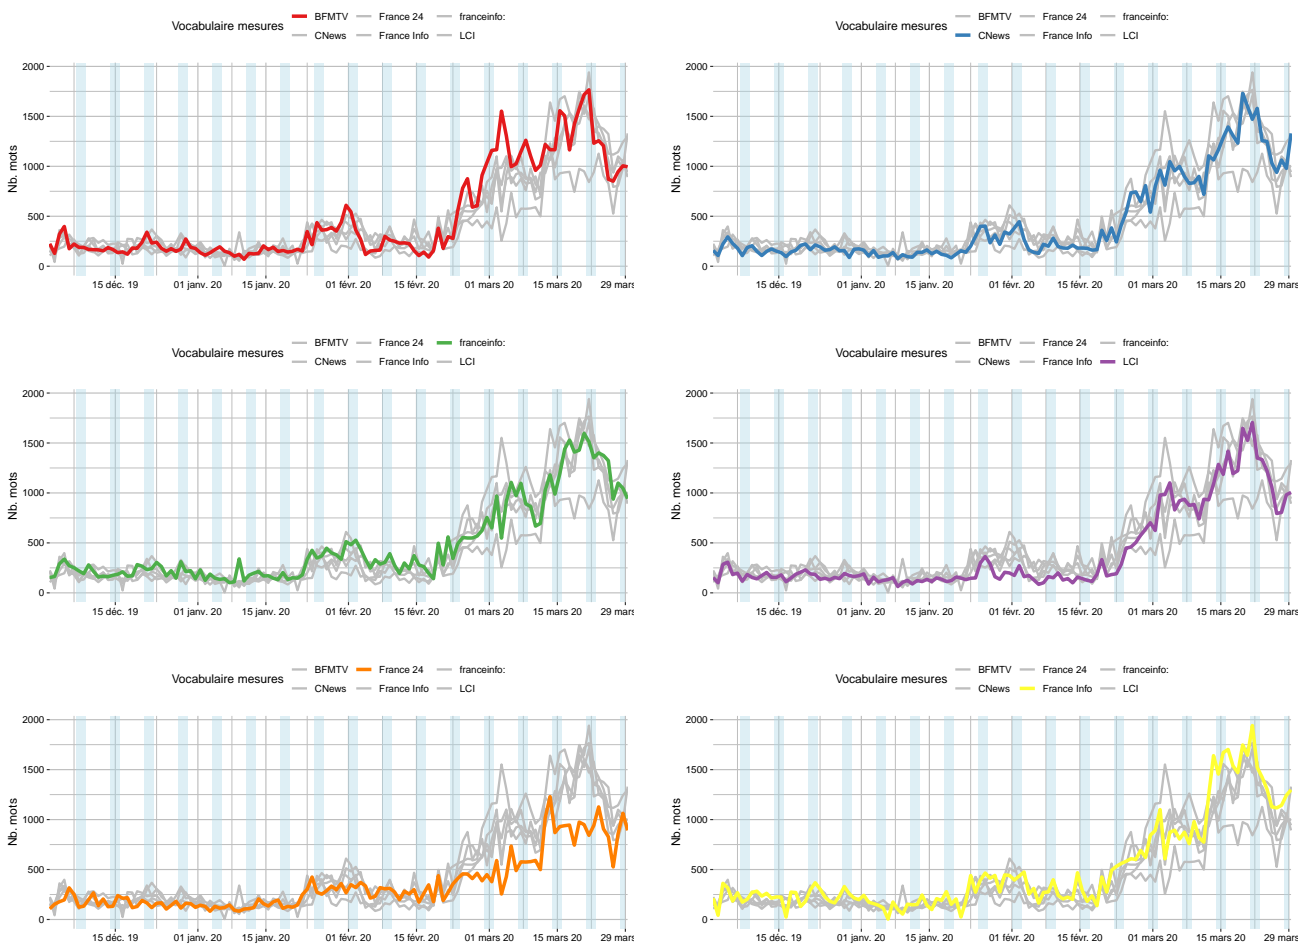 Vocabulaire mesures BFMTV France 24 franceinfo:
CNews France Info LCI
Nb. mots
2000
1500
1000
500
0
15 déc. 19 01 janv. 20 15 janv. 20 01 févr. 20 15 févr. 20 01 mars 20 15 mars 20 29 mars
Vocabulaire mesures BFMTV France 24 franceinfo:
CNews France Info LCI
Nb. mots
2000
1500
1000
500
0
15 déc. 19 01 janv. 20 15 janv. 20 01 févr. 20 15 févr. 20 01 mars 20 15 mars 20 29 mars
Vocabulaire mesures BFMTV France 24 franceinfo:
CNews France Info LCI
Nb. mots
2000
1500
1000
500
0
15 déc. 19 01 janv. 20 15 janv. 20 01 févr. 20 15 févr. 20 01 mars 20 15 mars 20 29 mars
Vocabulaire mesures BFMTV France 24 franceinfo:
CNews France Info LCI
Nb. mots
2000
1500
1000
500
0
15 déc. 19 01 janv. 20 15 janv. 20 01 févr. 20 15 févr. 20 01 mars 20 15 mars 20 29 mars
Vocabulaire mesures BFMTV France 24 franceinfo:
CNews France Info LCI
Nb. mots
2000
1500
1000
500
0
15 déc. 19 01 janv. 20 15 janv. 20 01 févr. 20 15 févr. 20 01 mars 20 15 mars 20 29 mars
Vocabulaire mesures BFMTV France 24 franceinfo:
CNews France Info LCI
Nb. mots
2000
1500
1000
500
0
15 déc. 19 01 janv. 20 15 janv. 20 01 févr. 20 15 févr. 20 01 mars 20 15 mars 20 29 mars